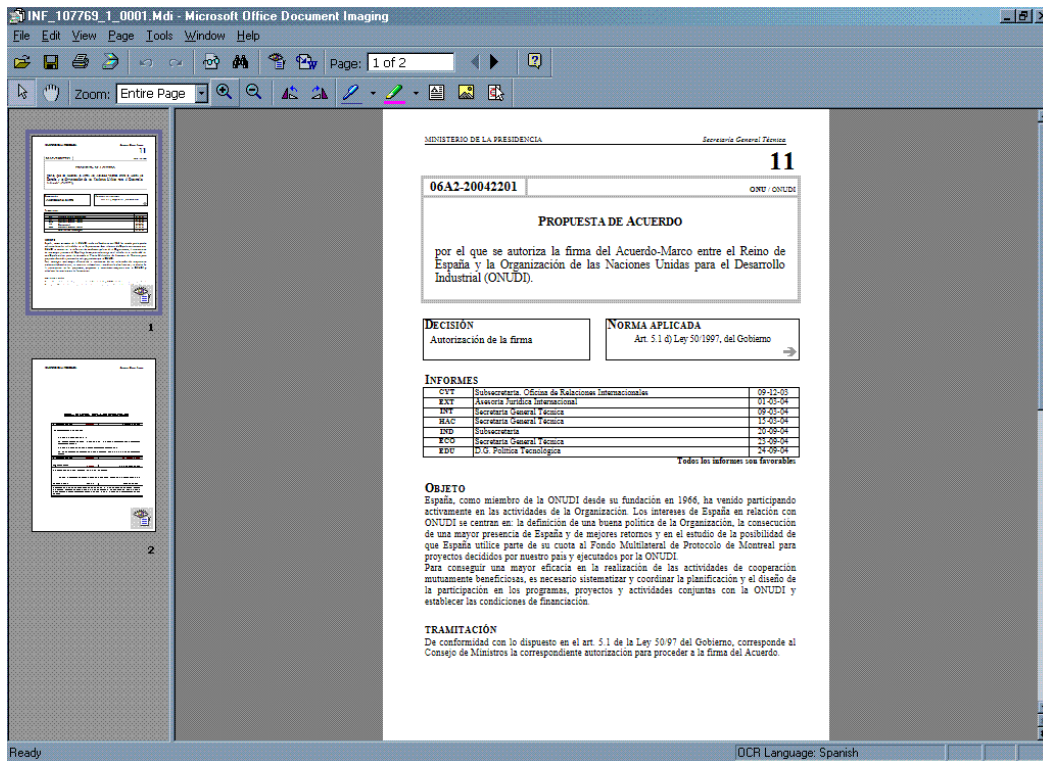 INF_107769_1_0001.Mdi - Microsoft Office Document Imaging
File Edit View Page Tools Window Help
Page: 1 of 2
Zoom: Entire Page
1
2
MINISTERIO DE LA PRESIDENCIA Secretaría General Técnica
11
06A2-20042201 ONU / ONUDI
PROPUESTA DE ACUERDO
por el que se autoriza la firma del Acuerdo-Marco entre el Reino de
España y la Organización de las Naciones Unidas para el Desarrollo
Industrial (ONUDI).
DECISIÓN
Autorización de la firma
NORMA APLICADA
Art. 5.1 d) Ley 50/1997, del Gobierno
INFORMES
CYT Subsecretaría. Oficina de Relaciones Internacionales 09-12-03
EXT Asesoría Jurídica Internacional 01-03-04
INT Secretaría General Técnica 09-03-04
HAC Secretaría General Técnica 15-03-04
IND Subsecretaría 20-09-04
ECO Secretaría General Técnica 23-09-04
EDU D.G. Política Tecnológica 24-09-04
Todos los informes son favorables
OBJETO
España, como miembro de la ONUDI desde su fundación en 1966, ha venido participando
activamente en las actividades de la Organización. Los intereses de España en relación con
ONUDI se centran en: la definición de una buena política de la Organización, la consecución
de una mayor presencia de España y de mejores retornos y en el estudio de la posibilidad de
que España utilice parte de su cuota al Fondo Multilateral de Protocolo de Montreal para
proyectos decididos por nuestro país y ejecutados por la ONUDI.
Para conseguir una mayor eficacia en la realización de las actividades de cooperación
mutuamente beneficiosas, es necesario sistematizar y coordinar la planificación y el diseño de
la participación en los programas, proyectos y actividades conjuntas con la ONUDI y
establecer las condiciones de financiación.
TRAMITACIÓN
De conformidad con lo dispuesto en el art. 5.1 de la Ley 50/97 del Gobierno, corresponde al
Consejo de Ministros la correspondiente autorización para proceder a la firma del Acuerdo.
Ready OCR Language: Spanish